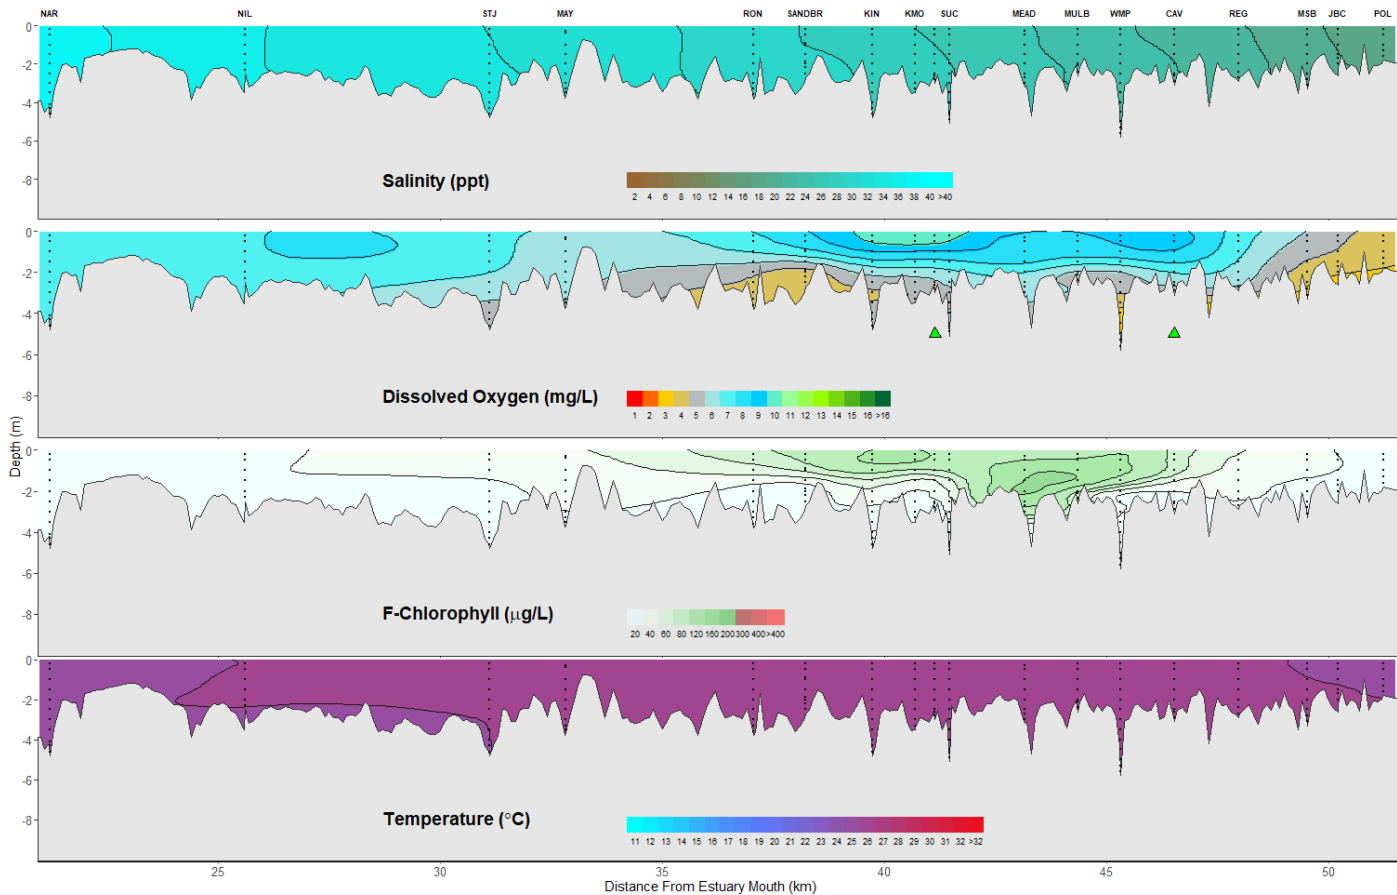 NAR NIL STJ MAY RON SANDBR KIN KMO SUC MEAD MULB WMP CAV REG MSB JBC POL
0
-2
-4
-6
-8
Salinity (ppt)
2 4 6 8 10 12 14 16 18 20 22 24 26 28 30 32 34 36 38 40 >40
0
-2
-4
-6
-8
Dissolved Oxygen (mg/L)
1 2 3 4 5 6 7 8 9 10 11 12 13 14 15 16 >16
Depth (m)
0
-2
-4
-6
-8
F-Chlorophyll (μg/L)
20 40 60 80 120 160 200 300 400 >400
0
-2
-4
-6
-8
Temperature (°C)
11 12 13 14 15 16 17 18 19 20 21 22 23 24 25 26 27 28 29 30 31 32 >32
25 30 35 40 45 50
Distance From Estuary Mouth (km)